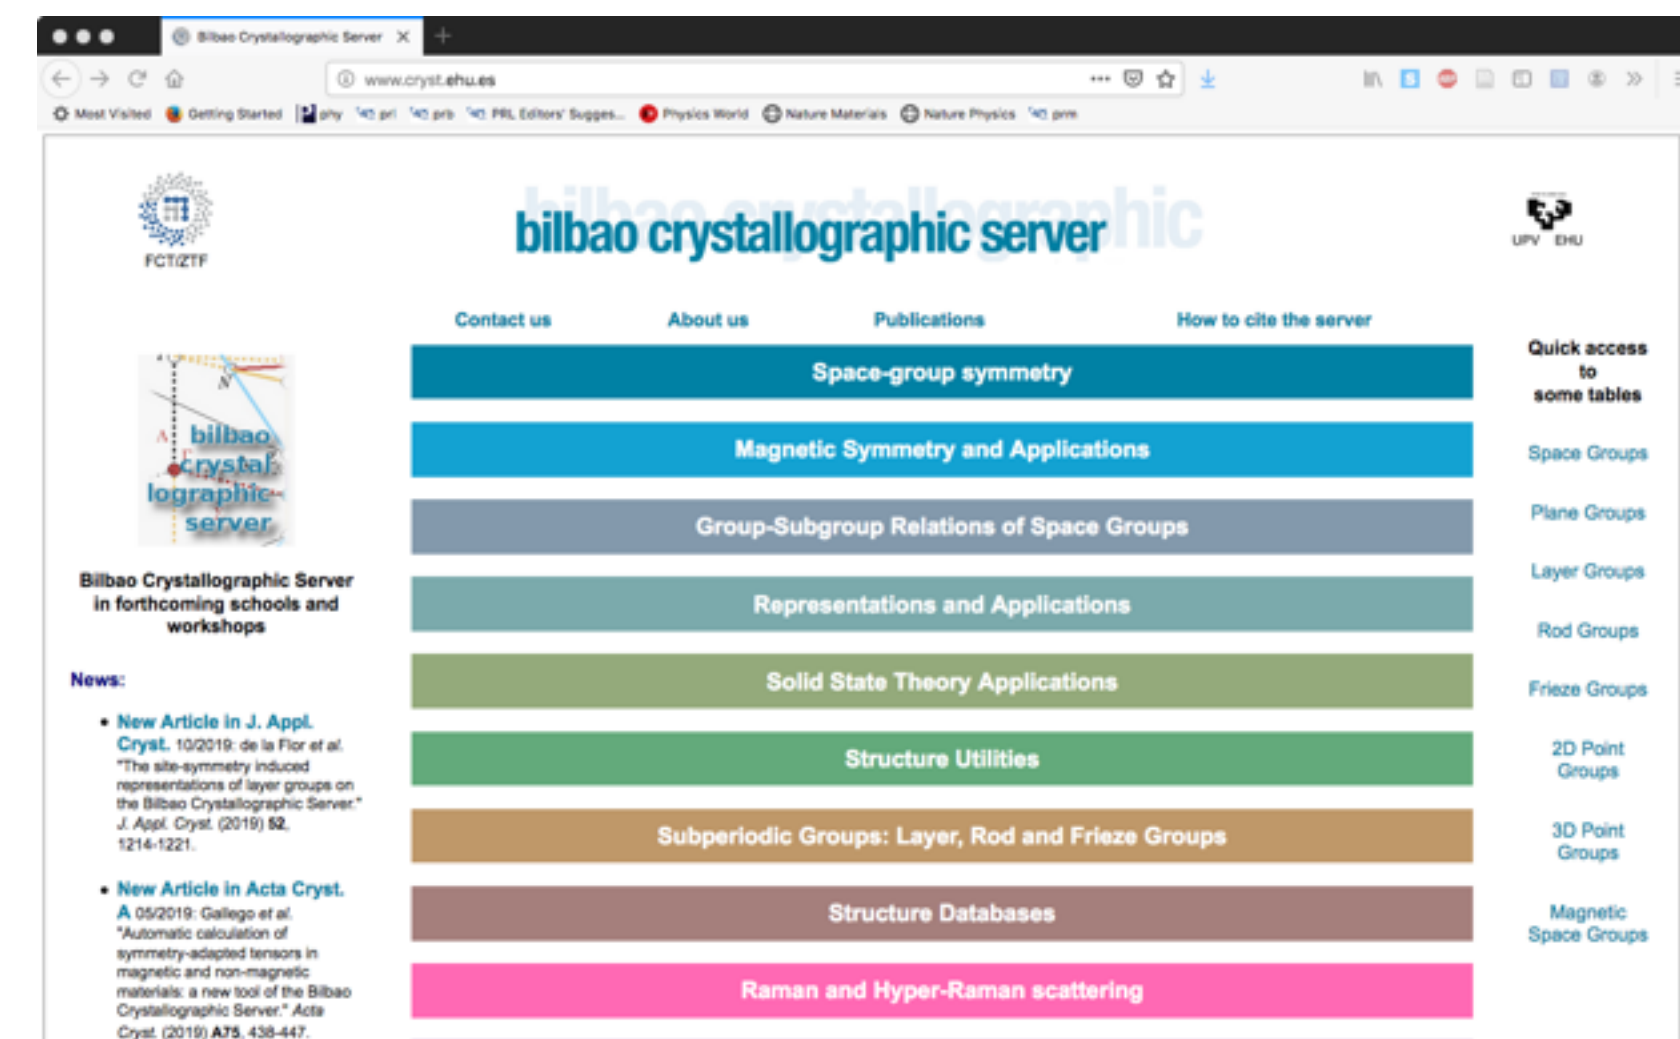 Bilbao Crystallographic Server
www.cryst.ehu.es
Most Visited Getting Started phy prl prb PRL Editors' Sugges... Physics World Nature Materials Nature Physics prm
FCT/ZTF
bilbao crystallographic
bilbao crystallographic server
UPV EHU
Contact us About us Publications How to cite the server
bilbao
crystal
lographic
server
Bilbao Crystallographic Server
in forthcoming schools and
workshops
News:
• New Article in J. Appl.
Cryst. 10/2019: de la Flor et al.
"The site-symmetry induced
representations of layer groups on
the Bilbao Crystallographic Server."
J. Appl. Cryst. (2019) 52,
1214-1221.
• New Article in Acta Cryst.
A 05/2019: Gallego et al.
"Automatic calculation of
symmetry-adapted tensors in
magnetic and non-magnetic
materials: a new tool of the Bilbao
Crystallographic Server." Acta
Cryst. (2019) A75, 438-447.
Space-group symmetry
Magnetic Symmetry and Applications
Group-Subgroup Relations of Space Groups
Representations and Applications
Solid State Theory Applications
Structure Utilities
Subperiodic Groups: Layer, Rod and Frieze Groups
Structure Databases
Raman and Hyper-Raman scattering
Quick access
to
some tables
Space Groups
Plane Groups
Layer Groups
Rod Groups
Frieze Groups
2D Point
Groups
3D Point
Groups
Magnetic
Space Groups